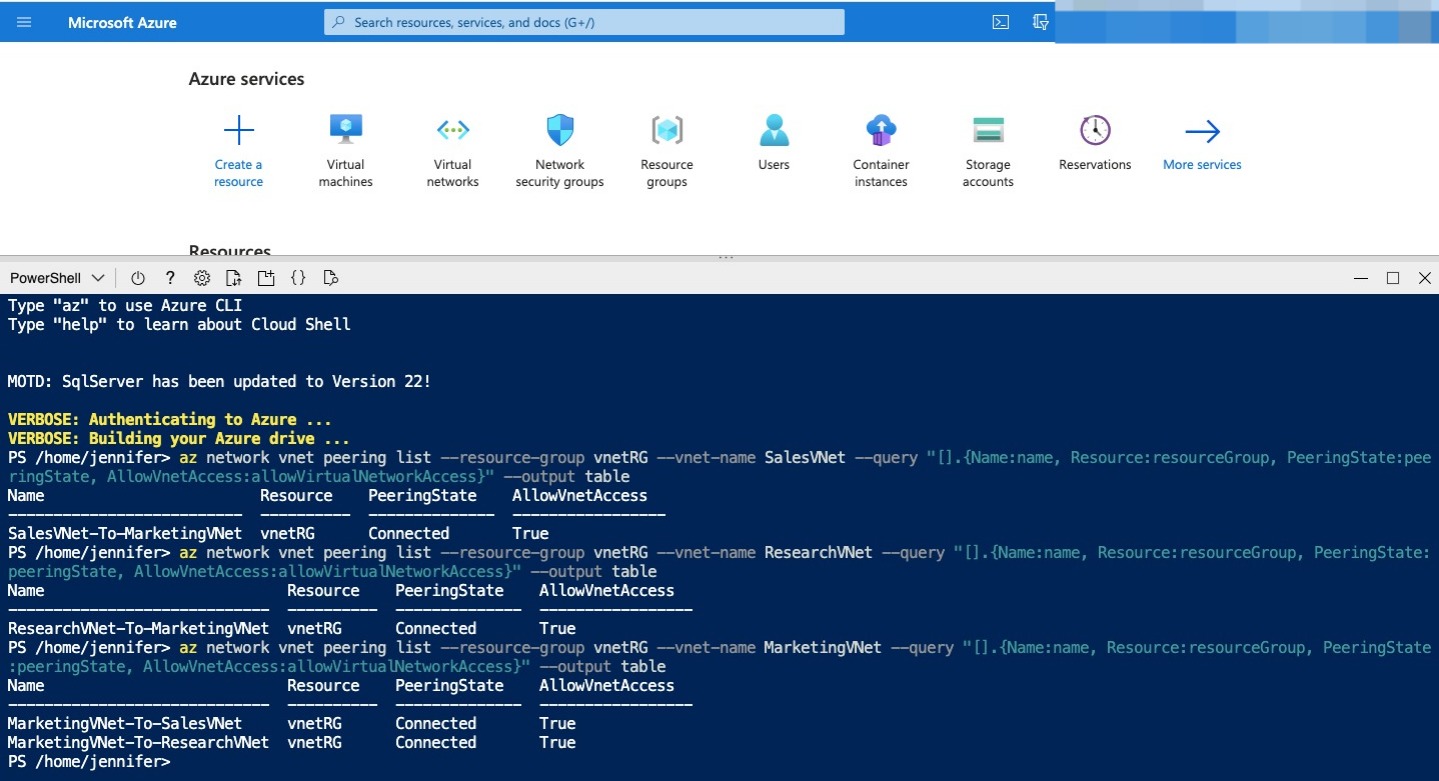 Microsoft Azure
Search resources, services, and docs (G+/)
Azure services
Create a resource
Virtual machines
Virtual networks
Network security groups
Resource groups
Users
Container instances
Storage accounts
Reservations
More services
Resources
PowerShell
Type "az" to use Azure CLI
Type "help" to learn about Cloud Shell
MOTD: SqlServer has been updated to Version 22!
VERBOSE: Authenticating to Azure ...
VERBOSE: Building your Azure drive ...
PS /home/jennifer> az network vnet peering list --resource-group vnetRG --vnet-name SalesVNet --query "[].{Name:name, Resource:resourceGroup, PeeringState:pee
ringState, AllowVnetAccess:allowVirtualNetworkAccess}" --output table
Name Resource PeeringState AllowVnetAccess
-------------------------- ---------- -------------- -----------------
SalesVNet-To-MarketingVNet vnetRG Connected True
PS /home/jennifer> az network vnet peering list --resource-group vnetRG --vnet-name ResearchVNet --query "[].{Name:name, Resource:resourceGroup, PeeringState:
peeringState, AllowVnetAccess:allowVirtualNetworkAccess}" --output table
Name Resource PeeringState AllowVnetAccess
----------------------------- ---------- -------------- -----------------
ResearchVNet-To-MarketingVNet vnetRG Connected True
PS /home/jennifer> az network vnet peering list --resource-group vnetRG --vnet-name MarketingVNet --query "[].{Name:name, Resource:resourceGroup, PeeringState
:peeringState, AllowVnetAccess:allowVirtualNetworkAccess}" --output table
Name Resource PeeringState AllowVnetAccess
----------------------------- ---------- -------------- -----------------
MarketingVNet-To-SalesVNet vnetRG Connected True
MarketingVNet-To-ResearchVNet vnetRG Connected True
PS /home/jennifer>